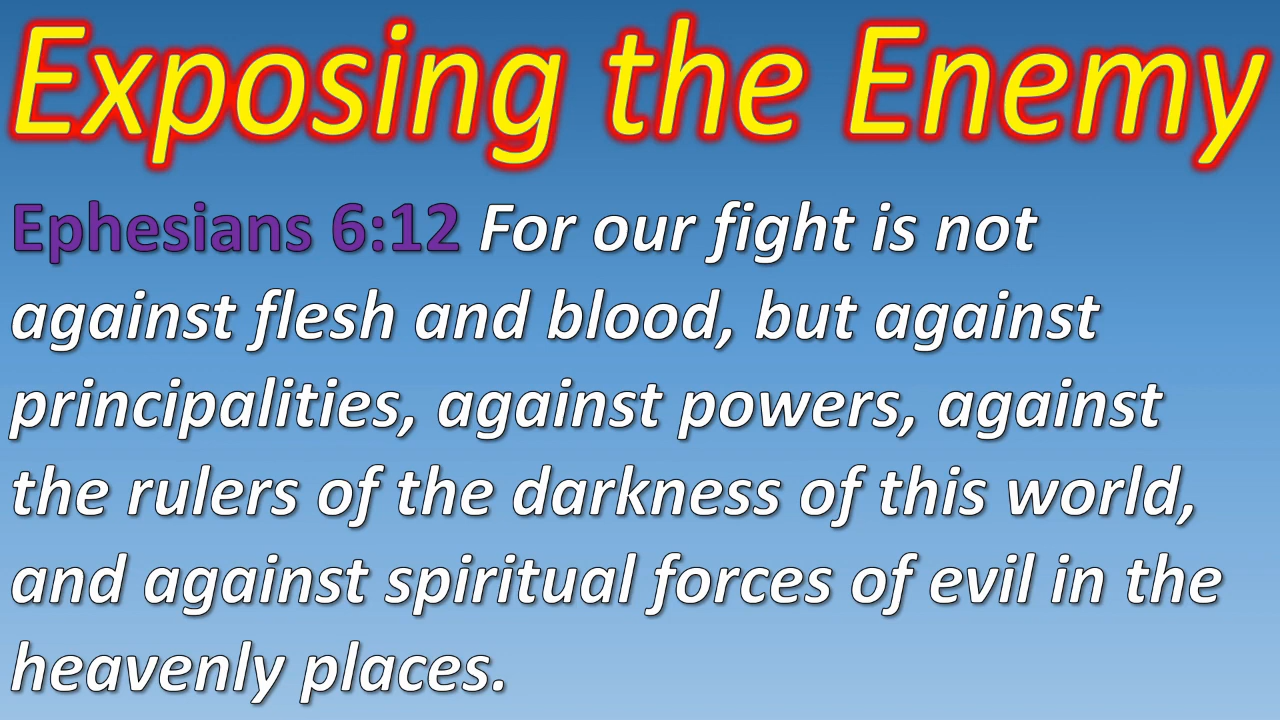 Exposing the Enemy
Ephesians 6:12 For our fight is not
against flesh and blood, but against
principalities, against powers, against
the rulers of the darkness of this world,
and against spiritual forces of evil in the
heavenly places.